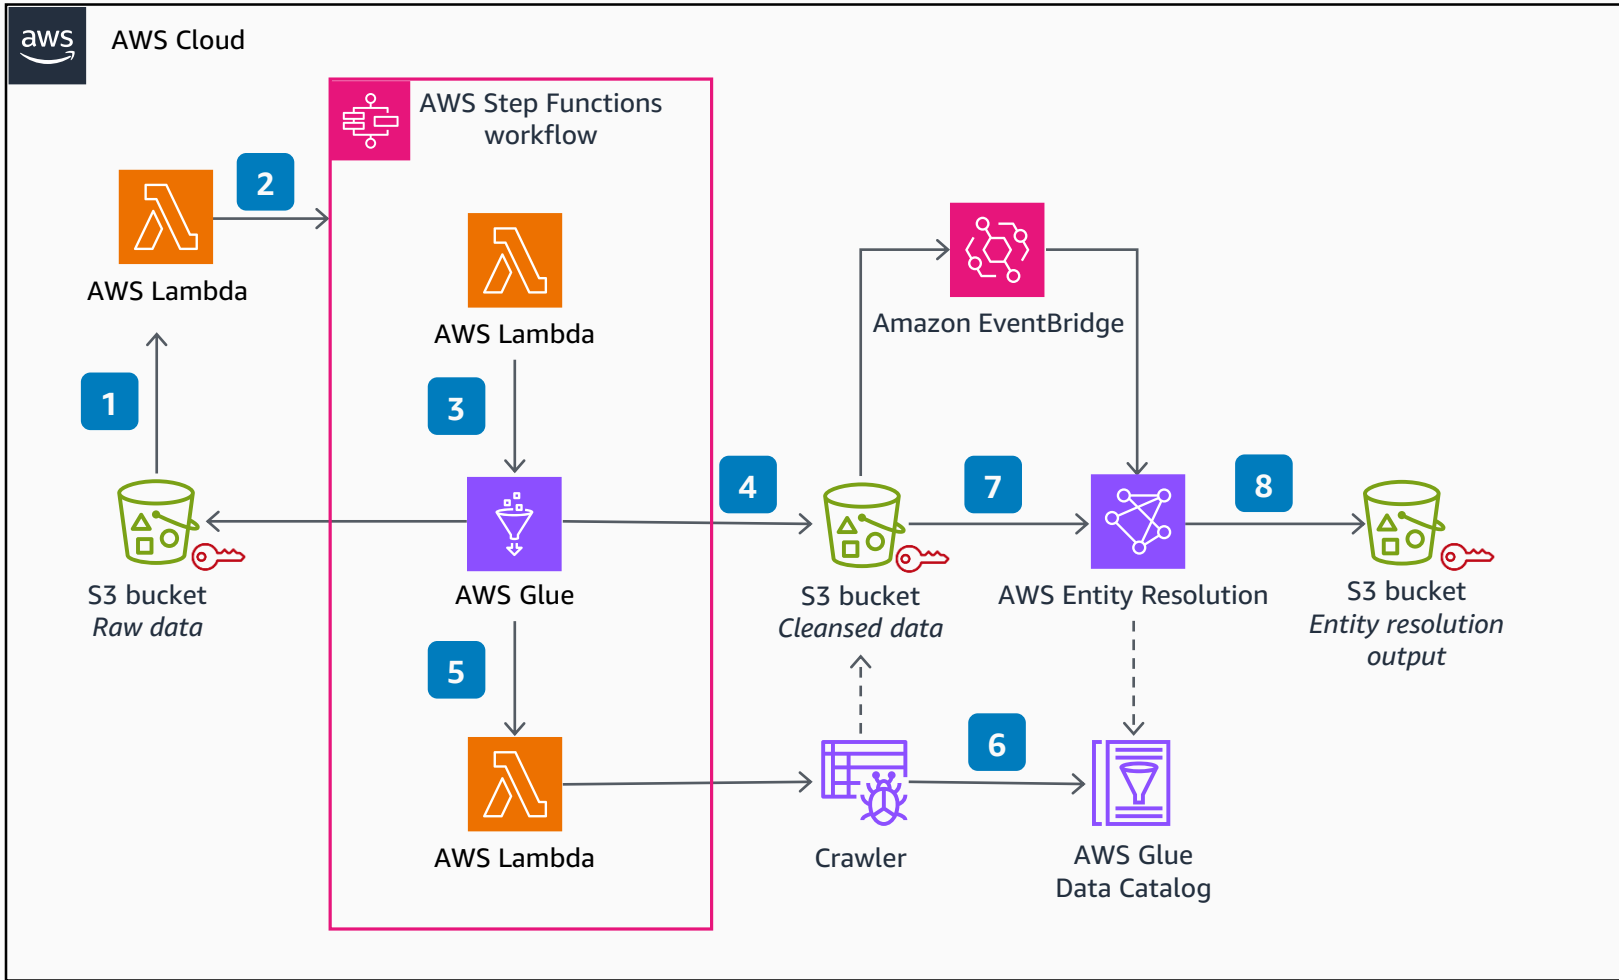 aws
AWS Cloud
AWS Step Functions
workflow
2
AWS Lambda
AWS Lambda
Amazon EventBridge
1
3
4
7
8
S3 bucket
Raw data
AWS Glue
S3 bucket
Cleansed data
AWS Entity Resolution
S3 bucket
Entity resolution
output
5
6
AWS Lambda
Crawler
AWS Glue
Data Catalog